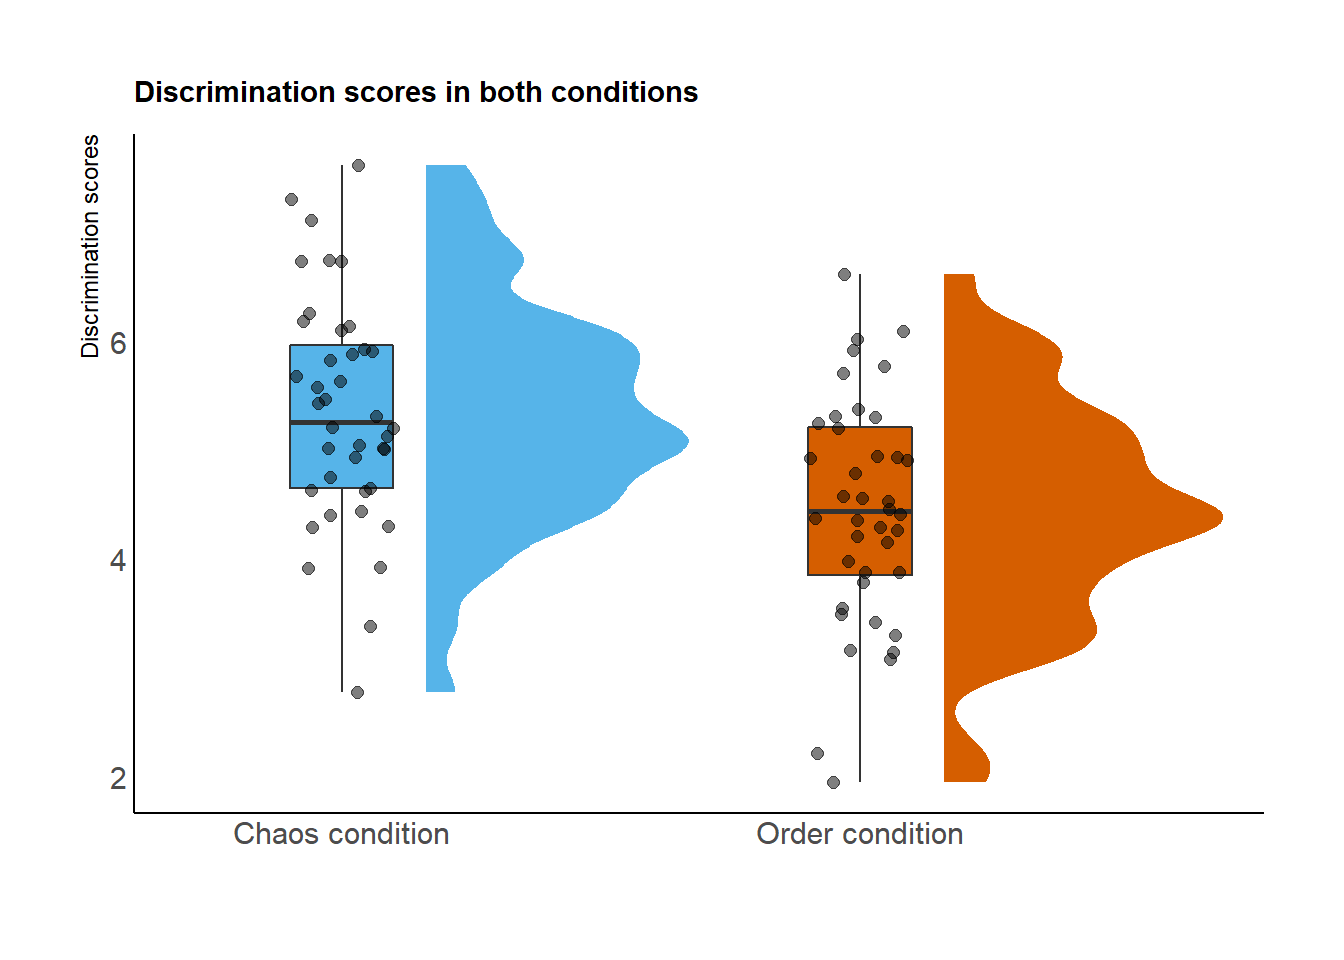 Discrimination scores in both conditions
Discrimination scores
6
4
2
Chaos condition
Order condition